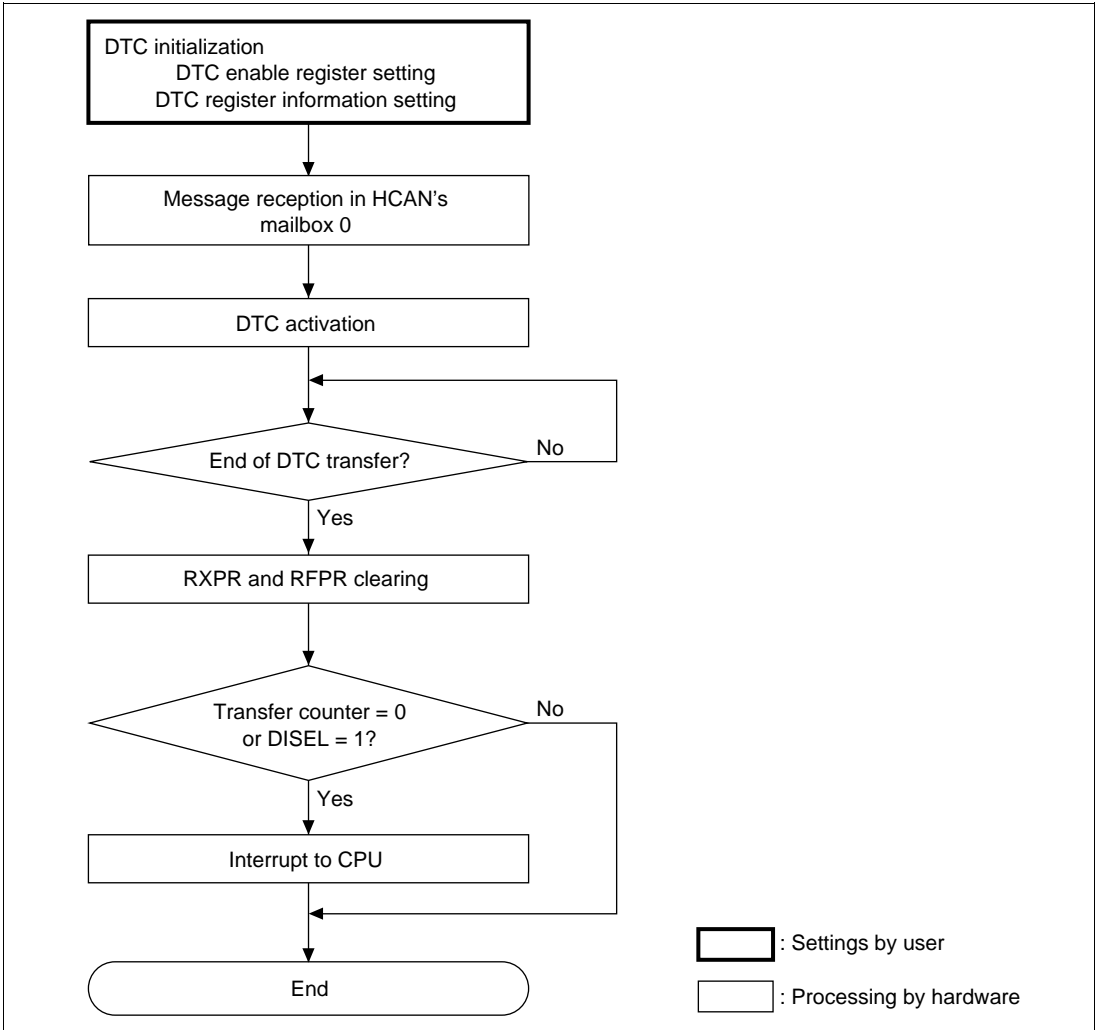 DTC initialization
DTC enable register setting
DTC register information setting
Message reception in HCAN's
mailbox 0
DTC activation
End of DTC transfer?
No
Yes
RXPR and RFPR clearing
Transfer counter = 0
or DISEL = 1?
No
Yes
Interrupt to CPU
End
: Settings by user
: Processing by hardware